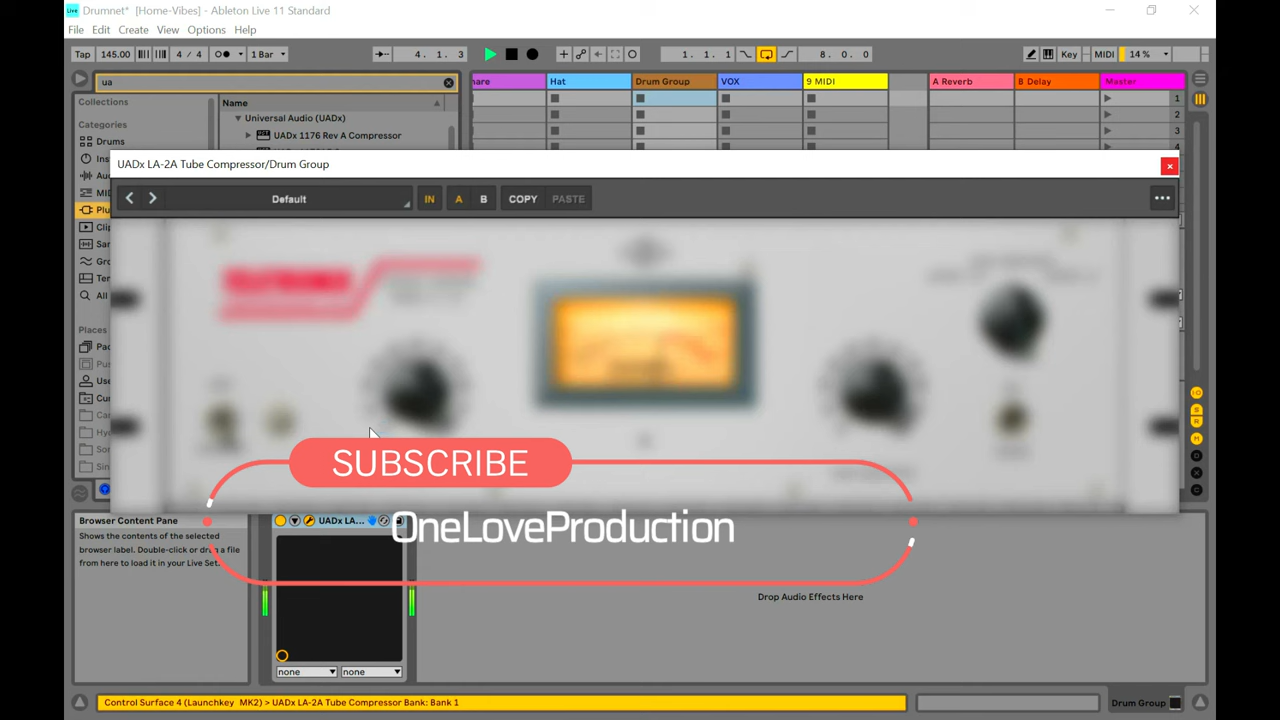 Live Drumnet* [Home-Vibes] - Ableton Live 11 Standard
File Edit Create View Options Help
Tap 145.00 4 / 4 1 Bar 4. 1. 3 1. 1. 1 8. 0. 0 Key MIDI 14 %
ua
Hat Drum Group VOX 9 MIDI A Reverb B Delay Master
Collections
Name
1
Categories
Universal Audio (UADx)
2
Drums
UADx 1176 Rev A Compressor
3
4
UADx LA-2A Tube Compressor/Drum Group
Default IN A B COPY PASTE
All
Places
SUBSCRIBE
OneLoveProduction
Browser Content Pane
UADx LA...
Shows the contents of the selected
browser label. Double-click or drag a file
from here to load it in your Live Set.
Drop Audio Effects Here
none none
Control Surface 4 (Launchkey MK2) > UADx LA-2A Tube Compressor Bank: Bank 1
Drum Group